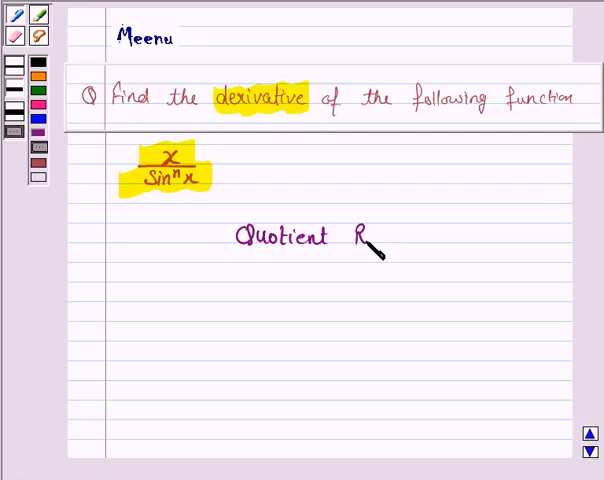 Meenu
Q Find the derivative of the following function
x
Sinⁿx
Quotient R